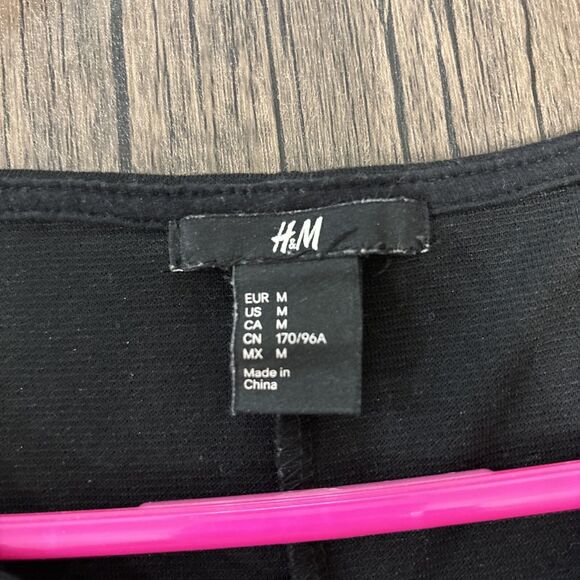 H&M
EUR M
US M
CA M
CN 170/96A
MX M
Made in
China